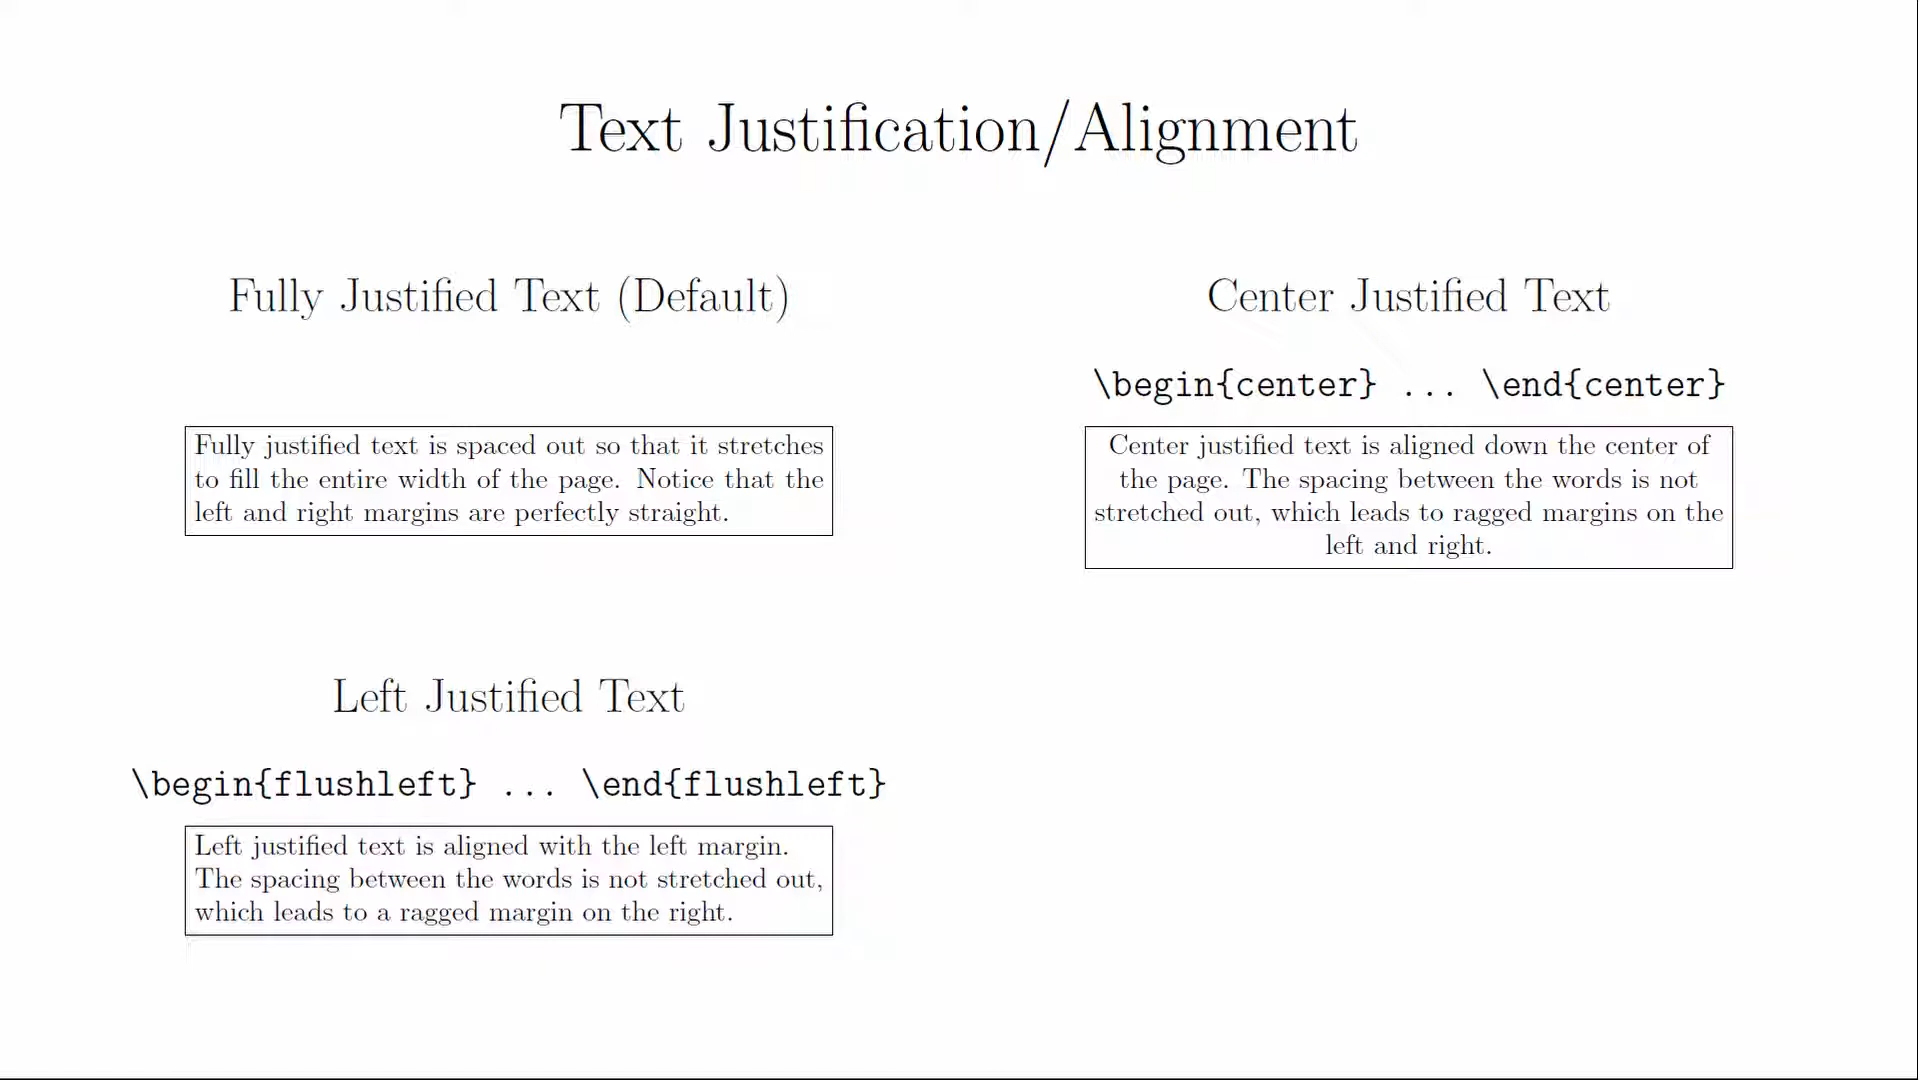 Text Justification/Alignment
Fully Justified Text (Default)
Fully justified text is spaced out so that it stretches
to fill the entire width of the page. Notice that the
left and right margins are perfectly straight.
Center Justified Text
\begin{center} ... \end{center}
Center justified text is aligned down the center of
the page. The spacing between the words is not
stretched out, which leads to ragged margins on the
left and right.
Left Justified Text
\begin{flushleft} ... \end{flushleft}
Left justified text is aligned with the left margin.
The spacing between the words is not stretched out,
which leads to a ragged margin on the right.